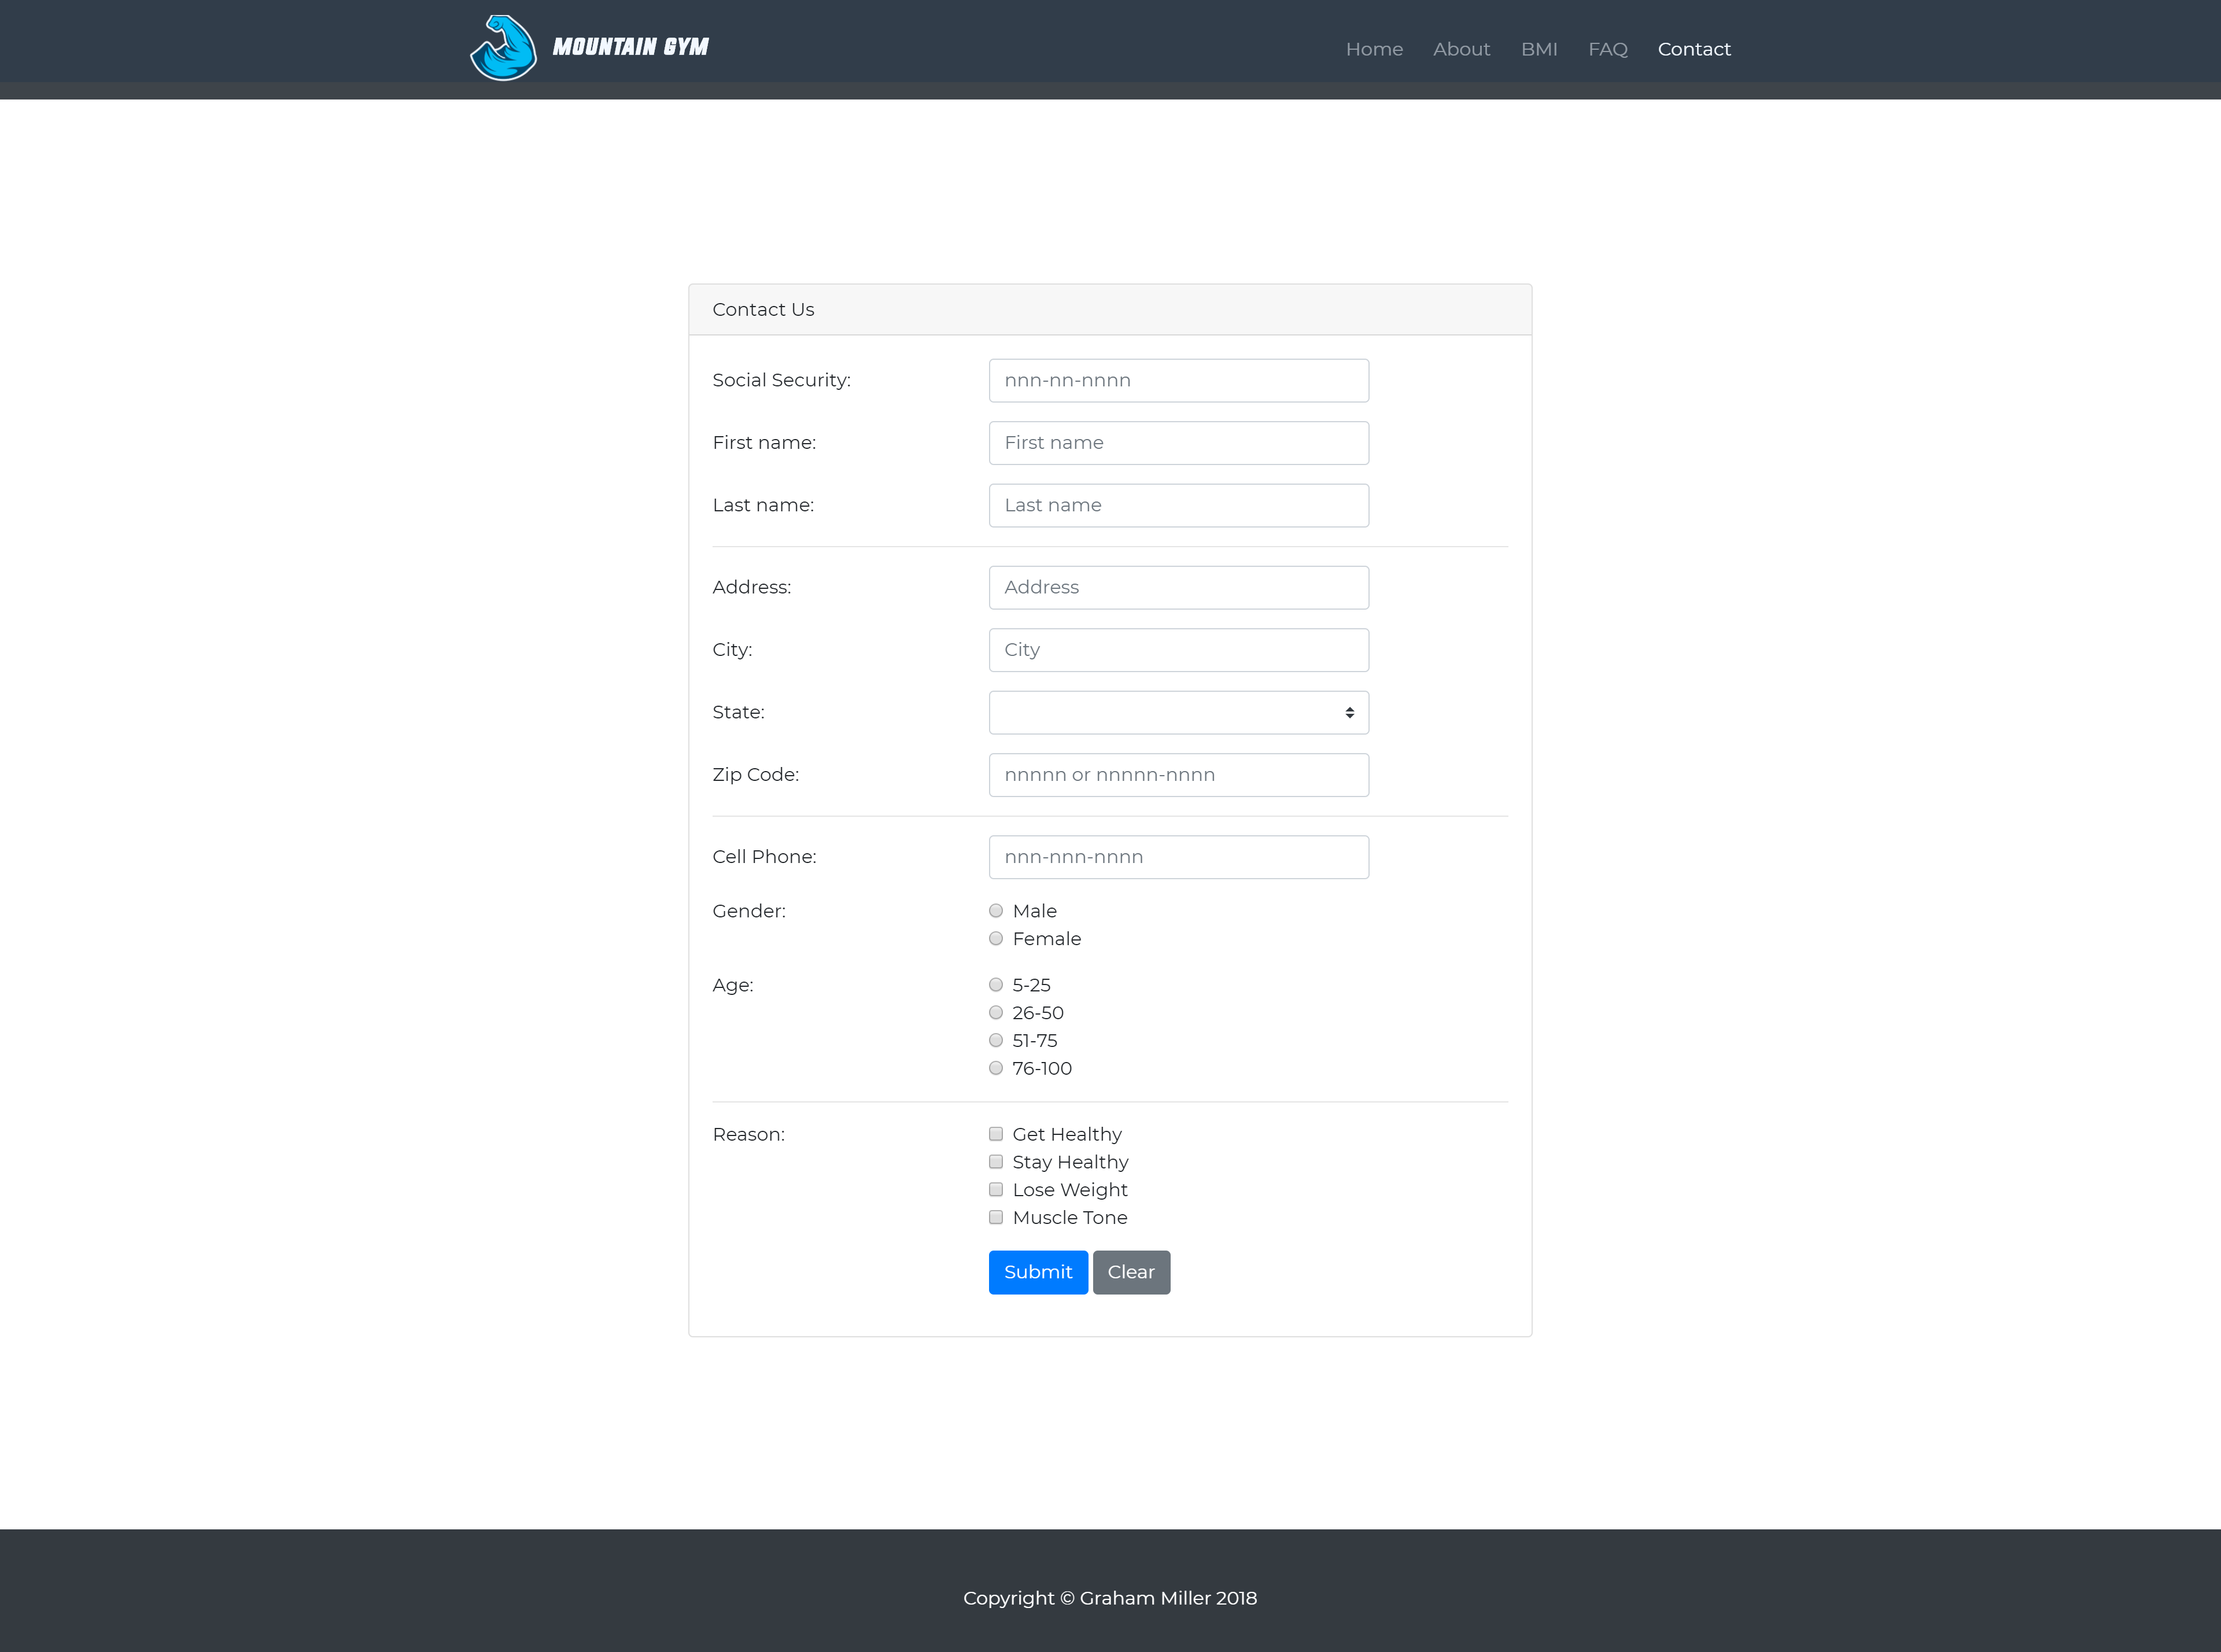 MOUNTAIN GYM
Home About BMI FAQ Contact
Contact Us
Social Security: nnn-nn-nnnn
First name: First name
Last name: Last name
Address: Address
City: City
State:
Zip Code: nnnnn or nnnnn-nnnn
Cell Phone: nnn-nnn-nnnn
Gender: Male
Female
Age: 5-25
26-50
51-75
76-100
Reason: Get Healthy
Stay Healthy
Lose Weight
Muscle Tone
Submit Clear
Copyright © Graham Miller 2018